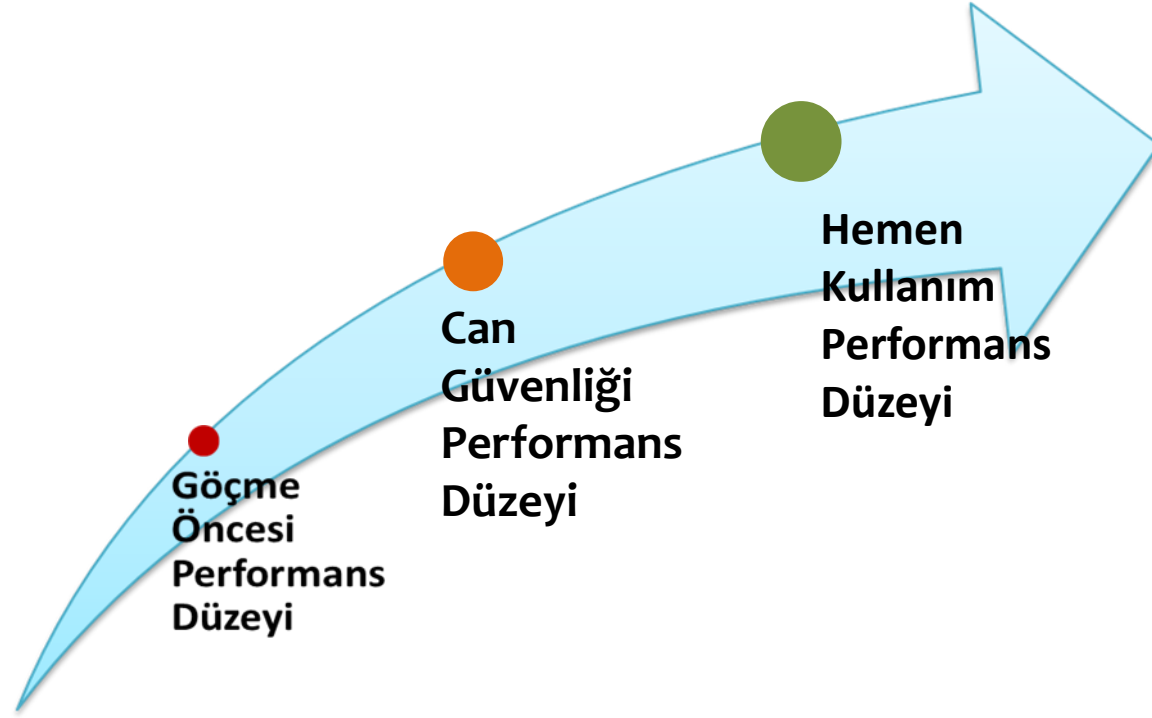 Göçme
Öncesi
Performans
Düzeyi
Can
Güvenliği
Performans
Düzeyi
Hemen
Kullanım
Performans
Düzeyi